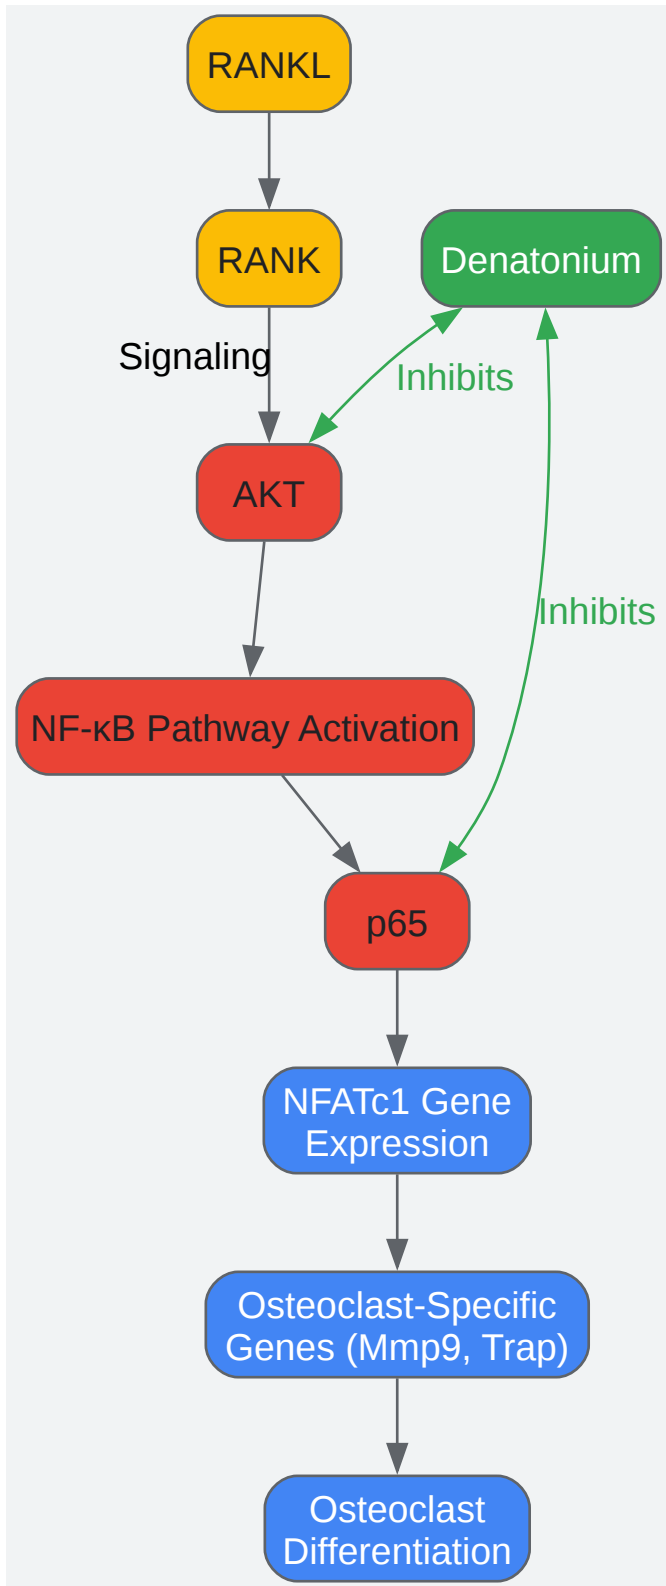 RANKL
RANK
Denatonium
Signaling
Inhibits
AKT
Inhibits
NF-κB Pathway Activation
p65
NFATc1 Gene
Expression
Osteoclast-Specific
Genes (Mmp9, Trap)
Osteoclast
Differentiation